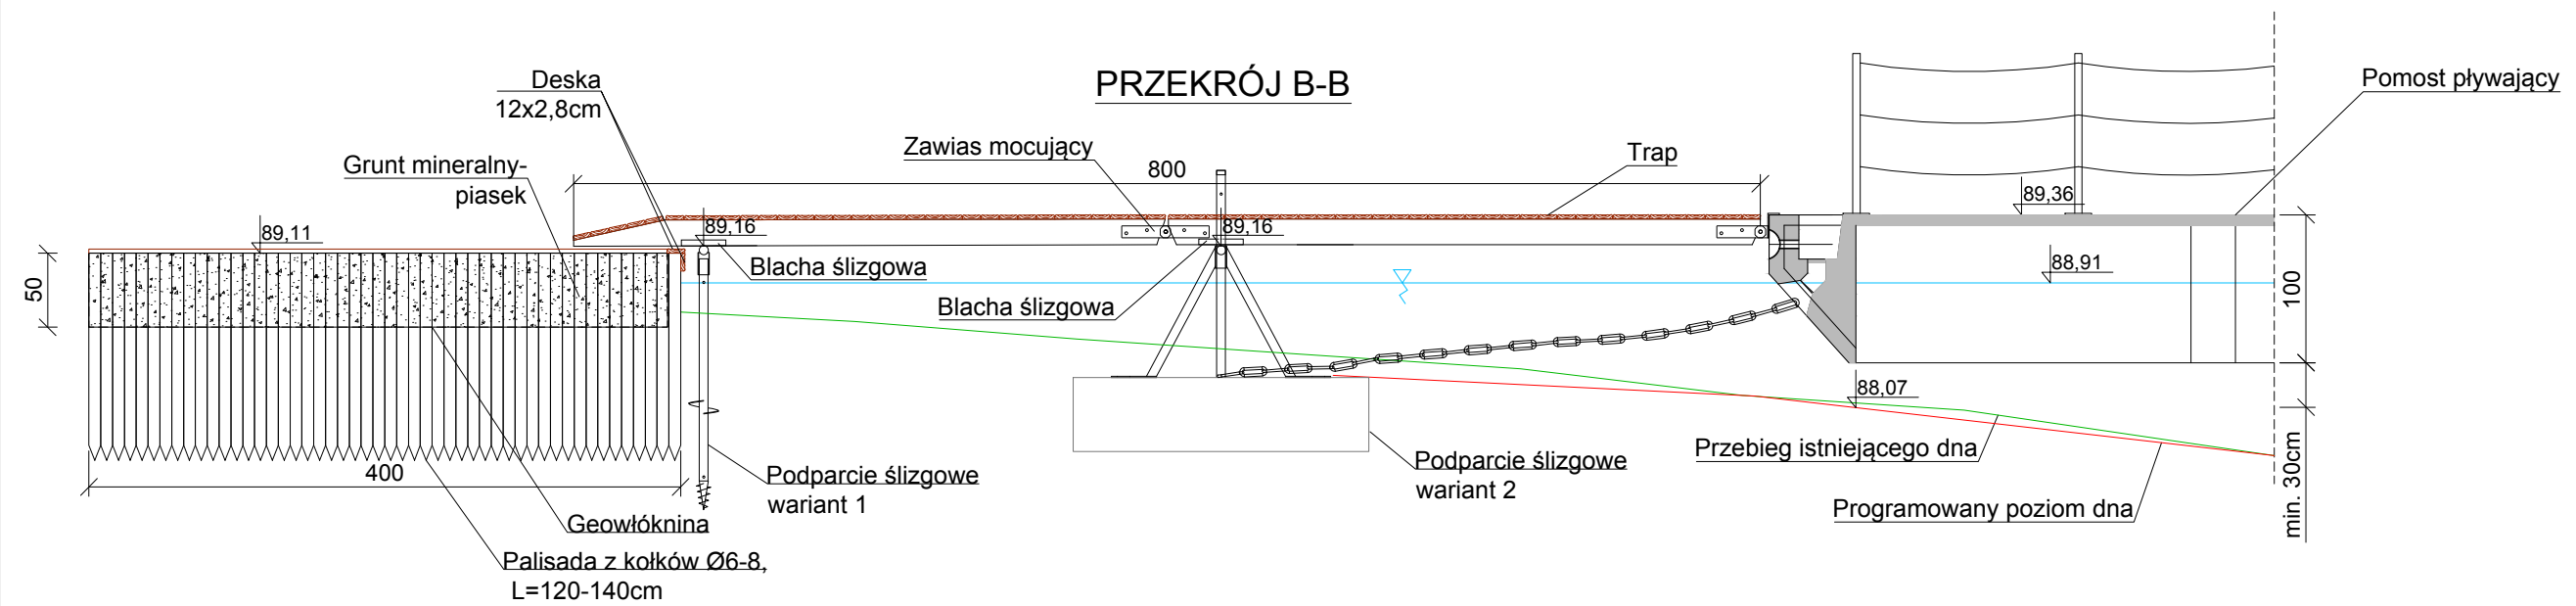 PRZEKRÓJ B-B
Deska
12x2,8cm
Pomost pływający
Grunt mineralny-
piasek
Zawias mocujący
800
Trap
89,11
89,16
89,16
89,36
Blacha ślizgowa
Blacha ślizgowa
88,91
50
100
88,07
400
Podparcie ślizgowe
wariant 1
Podparcie ślizgowe
wariant 2
Przebieg istniejącego dna
Programowany poziom dna
min. 30cm
Geowłóknina
Palisada z kołków Ø6-8,
L=120-140cm